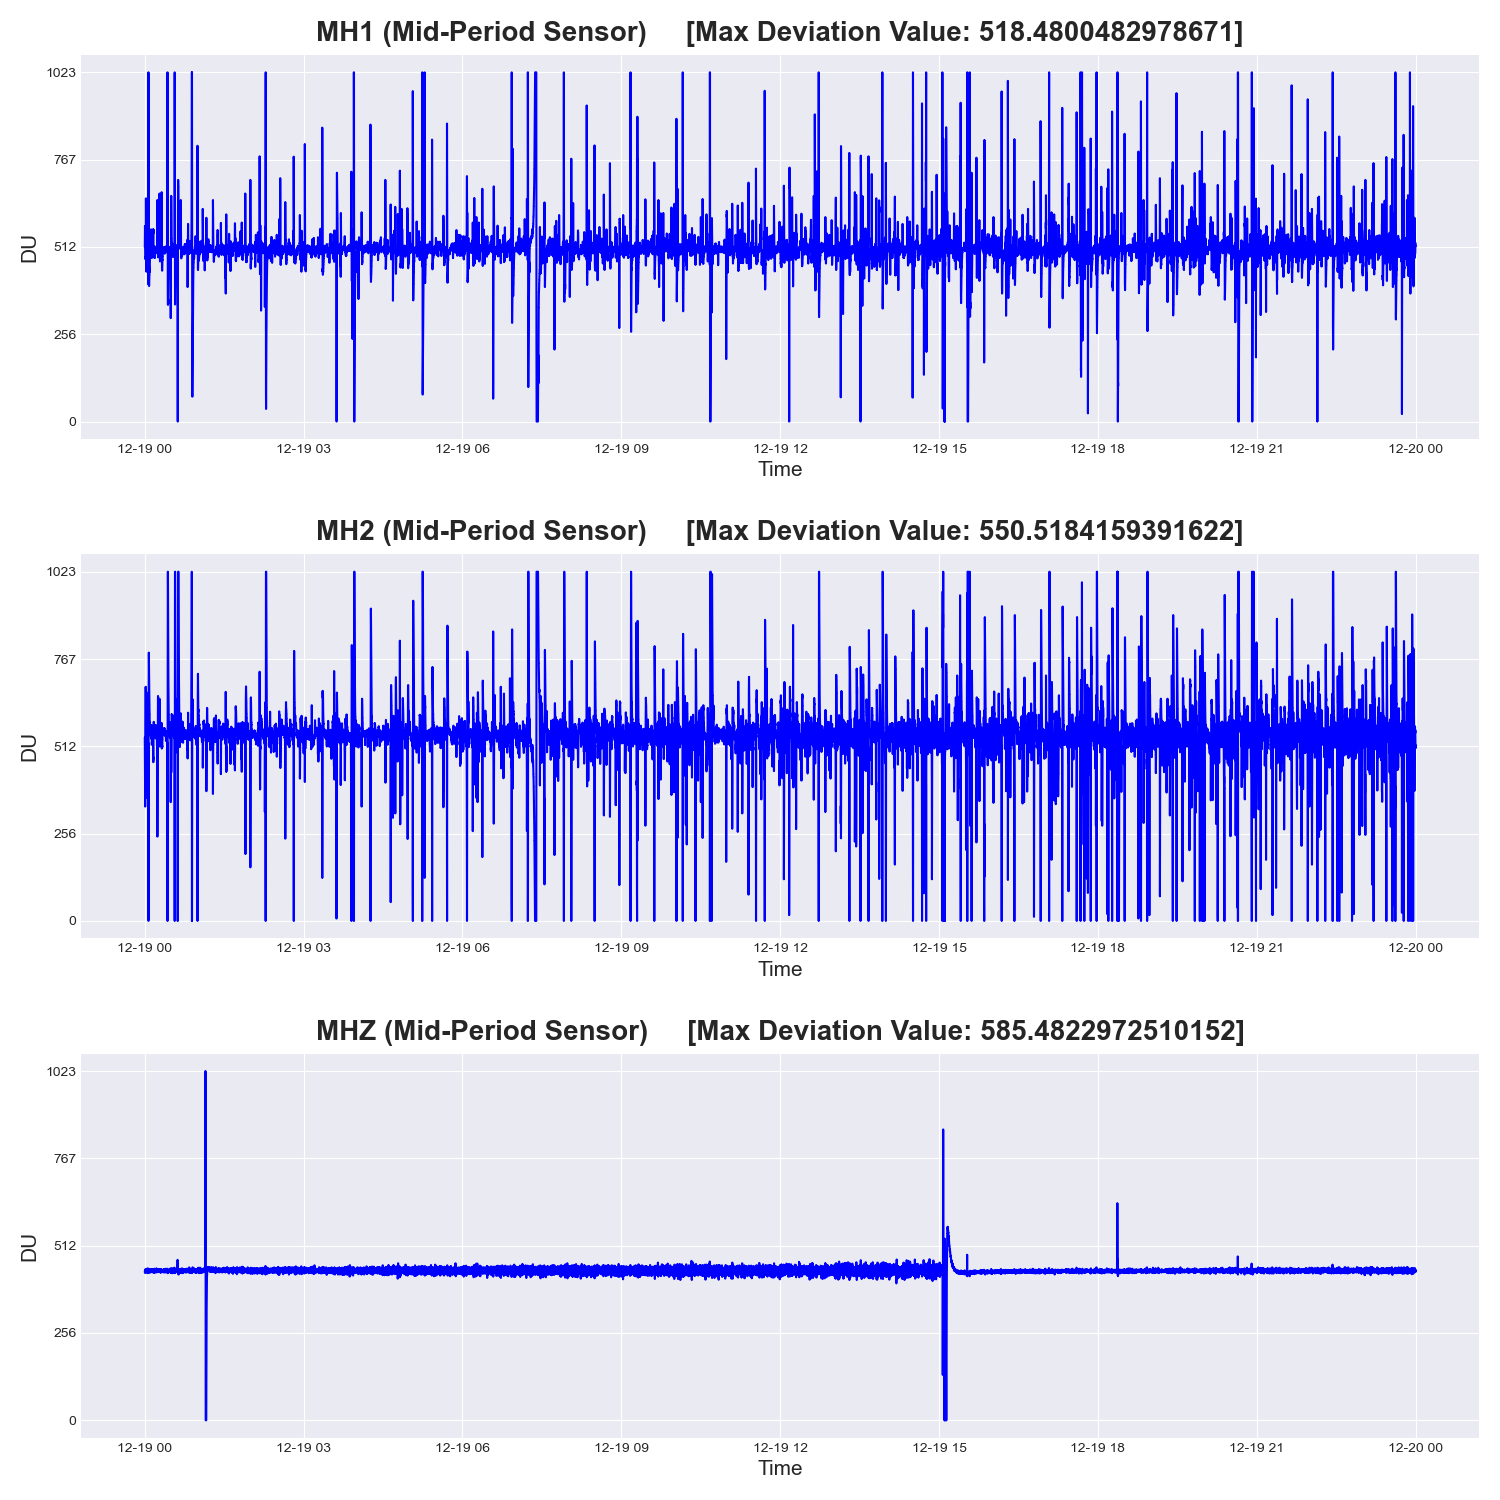 MH1 (Mid-Period Sensor) [Max Deviation Value: 518.4800482978671]
1023
767
512
256
0
DU
12-19 00 12-19 03 12-19 06 12-19 09 12-19 12 12-19 15 12-19 18 12-19 21 12-20 00
Time
MH2 (Mid-Period Sensor) [Max Deviation Value: 550.5184159391622]
1023
767
512
256
0
DU
12-19 00 12-19 03 12-19 06 12-19 09 12-19 12 12-19 15 12-19 18 12-19 21 12-20 00
Time
MHZ (Mid-Period Sensor) [Max Deviation Value: 585.4822972510152]
1023
767
512
256
0
DU
12-19 00 12-19 03 12-19 06 12-19 09 12-19 12 12-19 15 12-19 18 12-19 21 12-20 00
Time